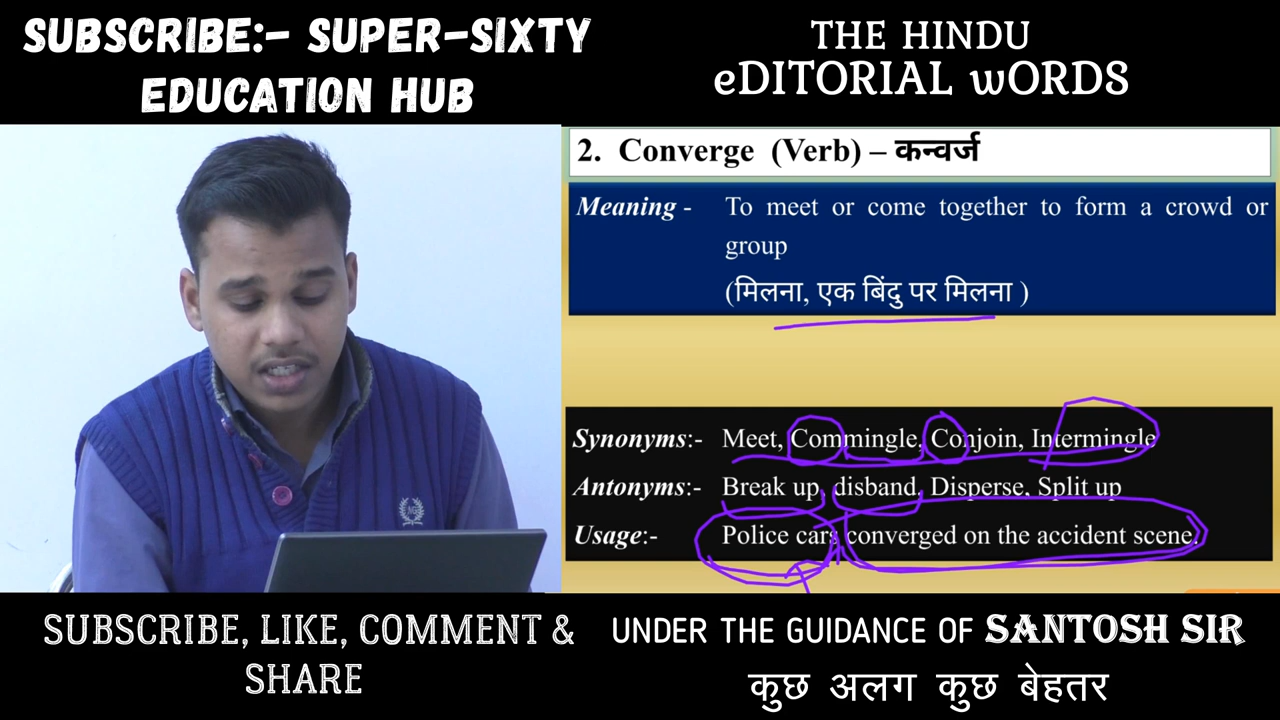 SUBSCRIBE:- SUPER-SIXTY
EDUCATION HUB
THE HINDU
eDITORIAL wORDS
2. Converge (Verb) – कन्वर्ज
Meaning - To meet or come together to form a crowd or
group
(मिलना, एक बिंदु पर मिलना )
Synonyms:- Meet, Commingle, Conjoin, Intermingle
Antonyms:- Break up, disband, Disperse, Split up
Usage:- Police cars converged on the accident scene.
SUBSCRIBE, LIKE, COMMENT &
SHARE
UNDER THE GUIDANCE OF SANTOSH SIR
कुछ अलग कुछ बेहतर